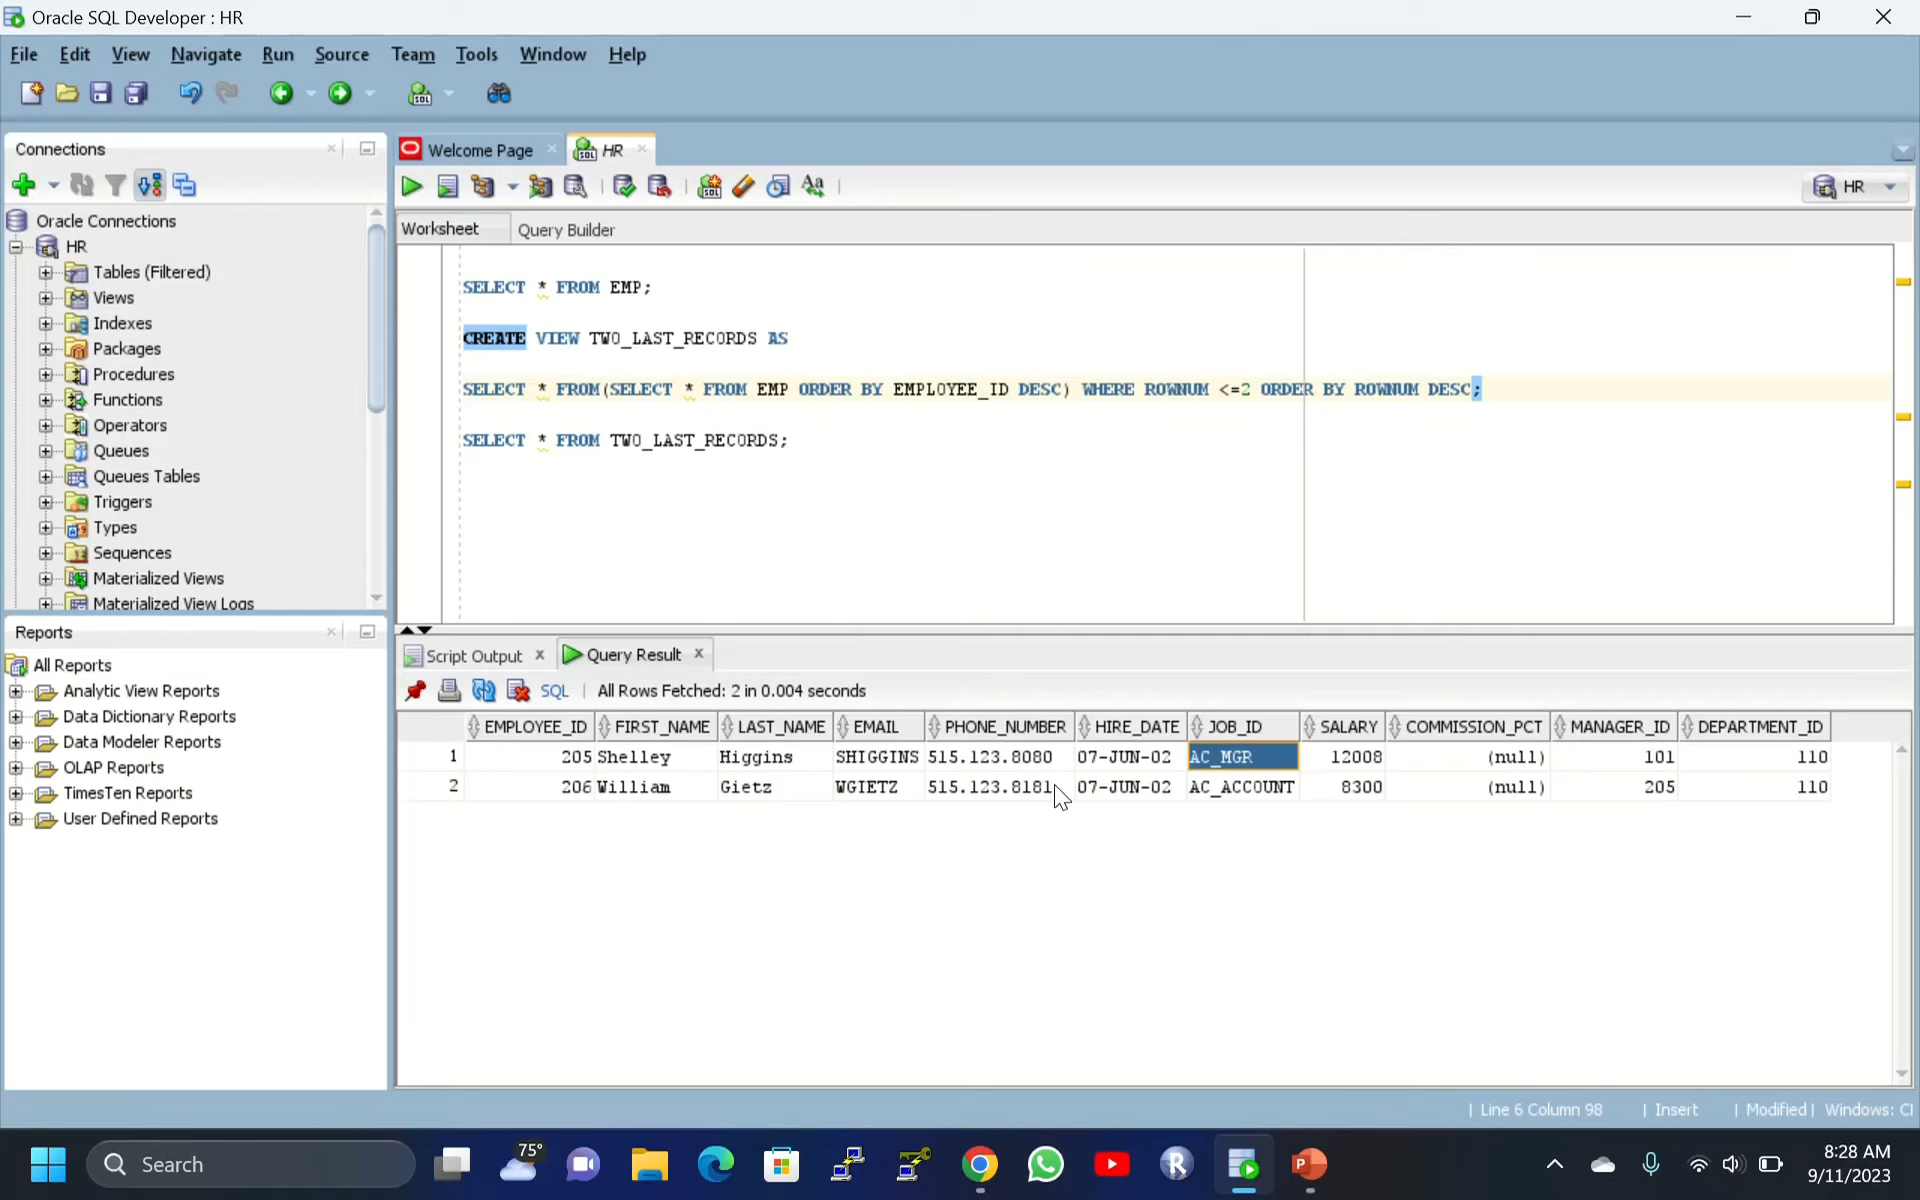 Oracle SQL Developer : HR
File Edit View Navigate Run Source Team Tools Window Help
Connections
Oracle Connections
HR
Tables (Filtered)
Views
Indexes
Packages
Procedures
Functions
Operators
Queues
Queues Tables
Triggers
Types
Sequences
Materialized Views
Materialized View Logs
Reports
All Reports
Analytic View Reports
Data Dictionary Reports
Data Modeler Reports
OLAP Reports
TimesTen Reports
User Defined Reports
Welcome Page HR
HR
Worksheet Query Builder
SELECT * FROM EMP;
CREATE VIEW TWO_LAST_RECORDS AS
SELECT * FROM(SELECT * FROM EMP ORDER BY EMPLOYEE_ID DESC) WHERE ROWNUM <=2 ORDER BY ROWNUM DESC;
SELECT * FROM TWO_LAST_RECORDS;
Script Output Query Result
SQL | All Rows Fetched: 2 in 0.004 seconds
EMPLOYEE_ID FIRST_NAME LAST_NAME EMAIL PHONE_NUMBER HIRE_DATE JOB_ID SALARY COMMISSION_PCT MANAGER_ID DEPARTMENT_ID
1 205 Shelley Higgins SHIGGINS 515.123.8080 07-JUN-02 AC_MGR 12008 (null) 101 110
2 206 William Gietz WGIETZ 515.123.8181 07-JUN-02 AC_ACCOUNT 8300 (null) 205 110
| Line 6 Column 98 | Insert | Modified | Windows: Cl
Search
75°
8:28 AM
9/11/2023